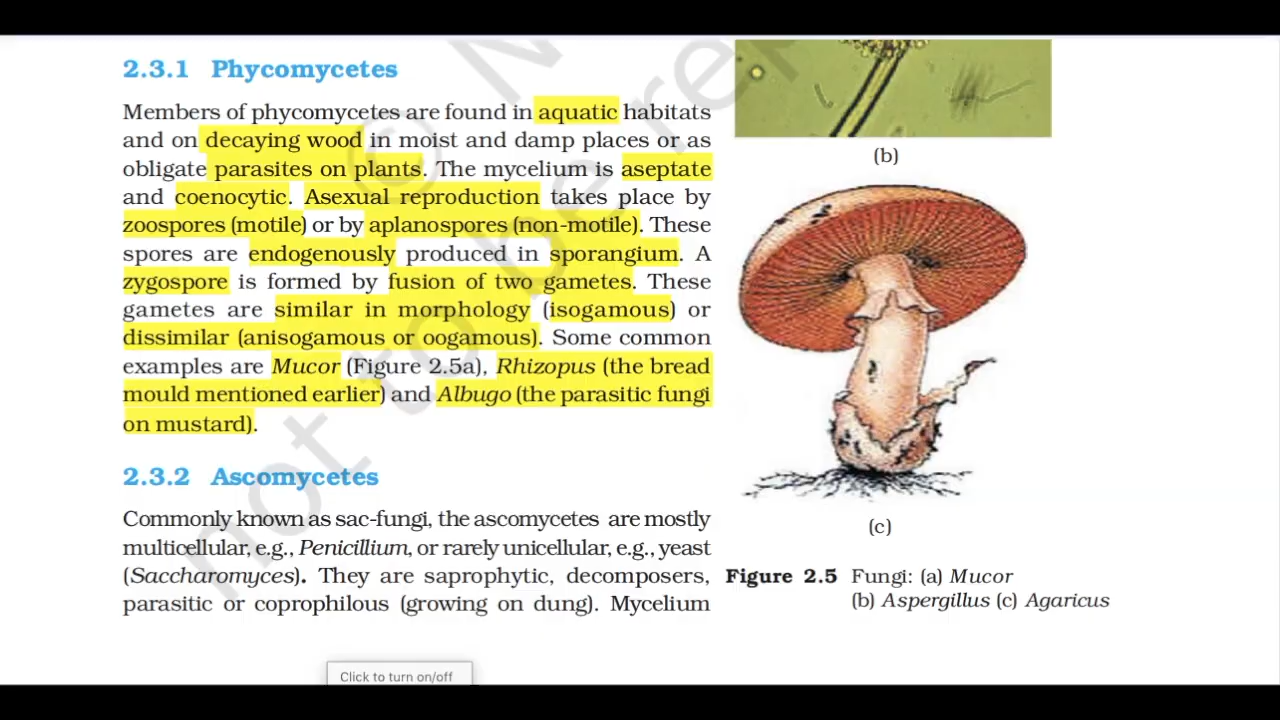 2.3.1 Phycomycetes
Members of phycomycetes are found in aquatic habitats
and on decaying wood in moist and damp places or as
obligate parasites on plants. The mycelium is aseptate
and coenocytic. Asexual reproduction takes place by
zoospores (motile) or by aplanospores (non-motile). These
spores are endogenously produced in sporangium. A
zygospore is formed by fusion of two gametes. These
gametes are similar in morphology (isogamous) or
dissimilar (anisogamous or oogamous). Some common
examples are Mucor (Figure 2.5a), Rhizopus (the bread
mould mentioned earlier) and Albugo (the parasitic fungi
on mustard).
2.3.2 Ascomycetes
Commonly known as sac-fungi, the ascomycetes are mostly
multicellular, e.g., Penicillium, or rarely unicellular, e.g., yeast
(Saccharomyces). They are saprophytic, decomposers,
parasitic or coprophilous (growing on dung). Mycelium
(b)
(c)
Figure 2.5 Fungi: (a) Mucor
(b) Aspergillus (c) Agaricus
Click to turn on/off
© N
not to be rep